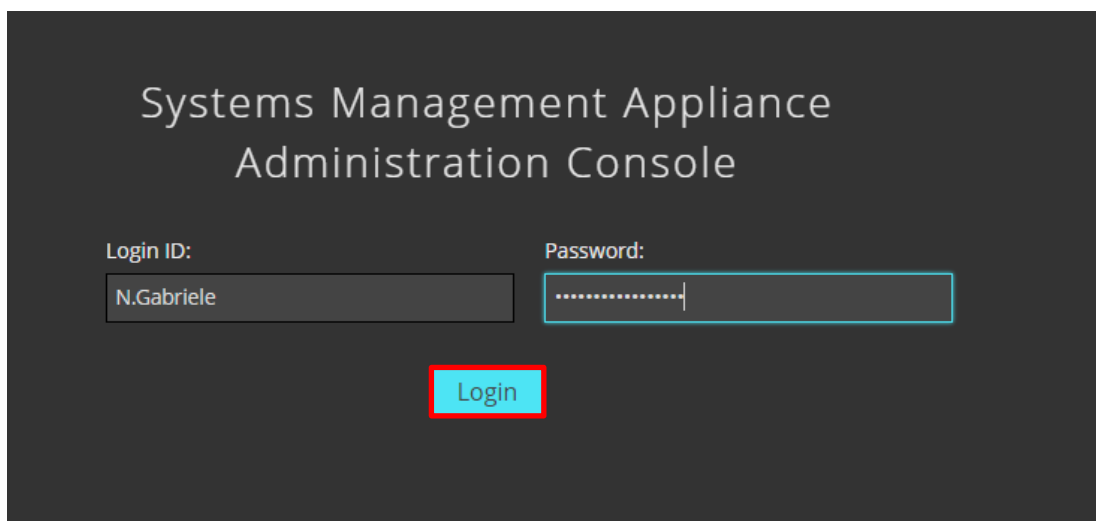 Systems Management Appliance
Administration Console
Login ID:
Password:
N.Gabriele
•••••••••••••••••
Login